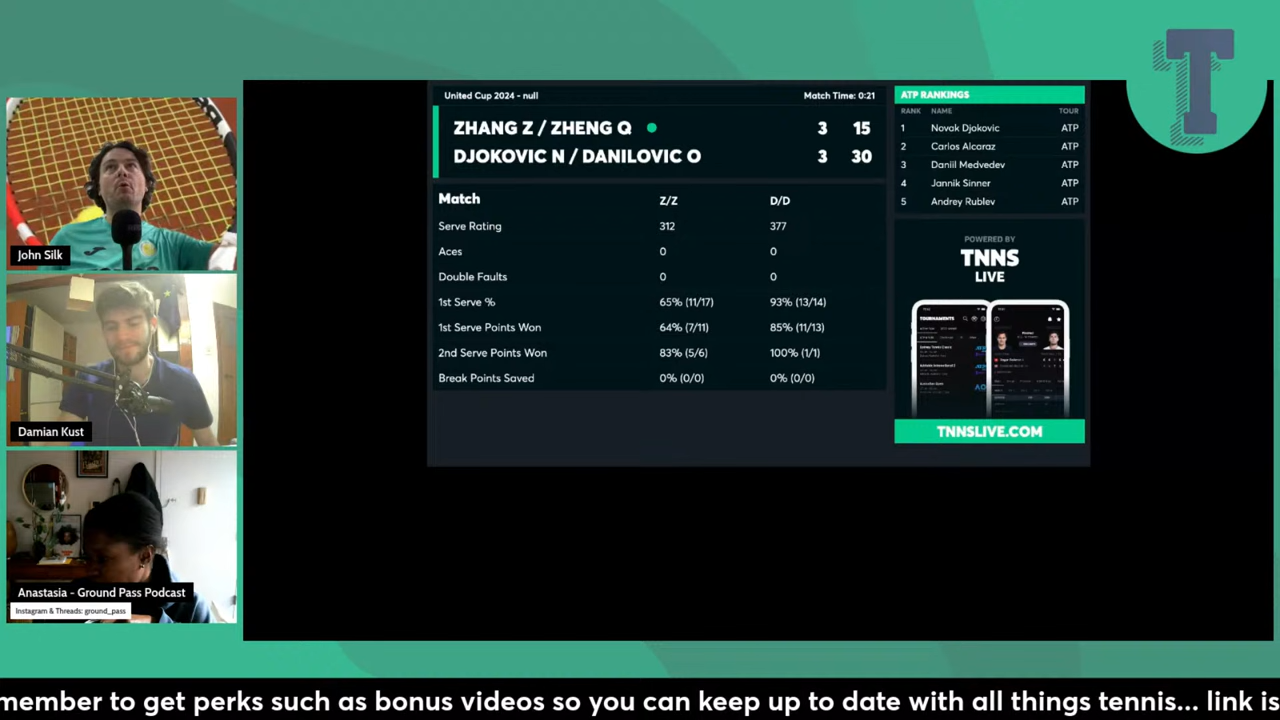 T
John Silk
Damian Kust
Anastasia - Ground Pass Podcast
Instagram & Threads: ground_pass
United Cup 2024 - null Match Time: 0:21
ZHANG Z / ZHENG Q 3 15
DJOKOVIC N / DANILOVIC O 3 30
Match Z/Z D/D
Serve Rating 312 377
Aces 0 0
Double Faults 0 0
1st Serve % 65% (11/17) 93% (13/14)
1st Serve Points Won 64% (7/11) 85% (11/13)
2nd Serve Points Won 83% (5/6) 100% (1/1)
Break Points Saved 0% (0/0) 0% (0/0)
ATP RANKINGS
RANK NAME TOUR
1 Novak Djokovic ATP
2 Carlos Alcaraz ATP
3 Daniil Medvedev ATP
4 Jannik Sinner ATP
5 Andrey Rublev ATP
POWERED BY
TNNS
LIVE
TOURNAMENTS
TNNSLIVE.COM
member to get perks such as bonus videos so you can keep up to date with all things tennis... link is